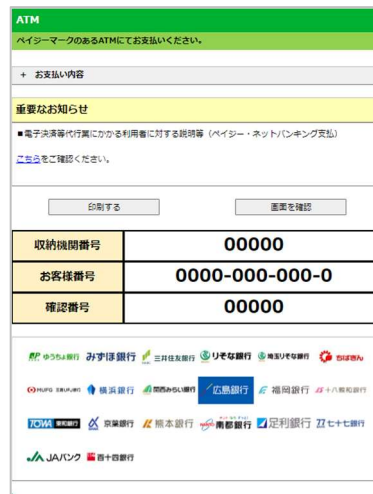 ATM
ペイジーマークのあるATMにてお支払いください。
+ お支払い内容
重要なお知らせ
■電子決済等代行業にかかる利用者に対する説明等(ペイジー・ネットバンキング支払)
こちらをご確認ください。
印刷する 画面を確認
収納機関番号 00000
お客様番号 0000-000-000-0
確認番号 00000
ゆうちょ銀行 みずほ銀行 三井住友銀行 りそな銀行 埼玉りそな銀行 ちばぎん
MUFG 三菱UFJ銀行 横浜銀行 関西みらい銀行 広島銀行 福岡銀行 十八親和銀行
TOWA 東和銀行 京葉銀行 熊本銀行 南都銀行 足利銀行 七十七銀行
JAバンク 百十四銀行